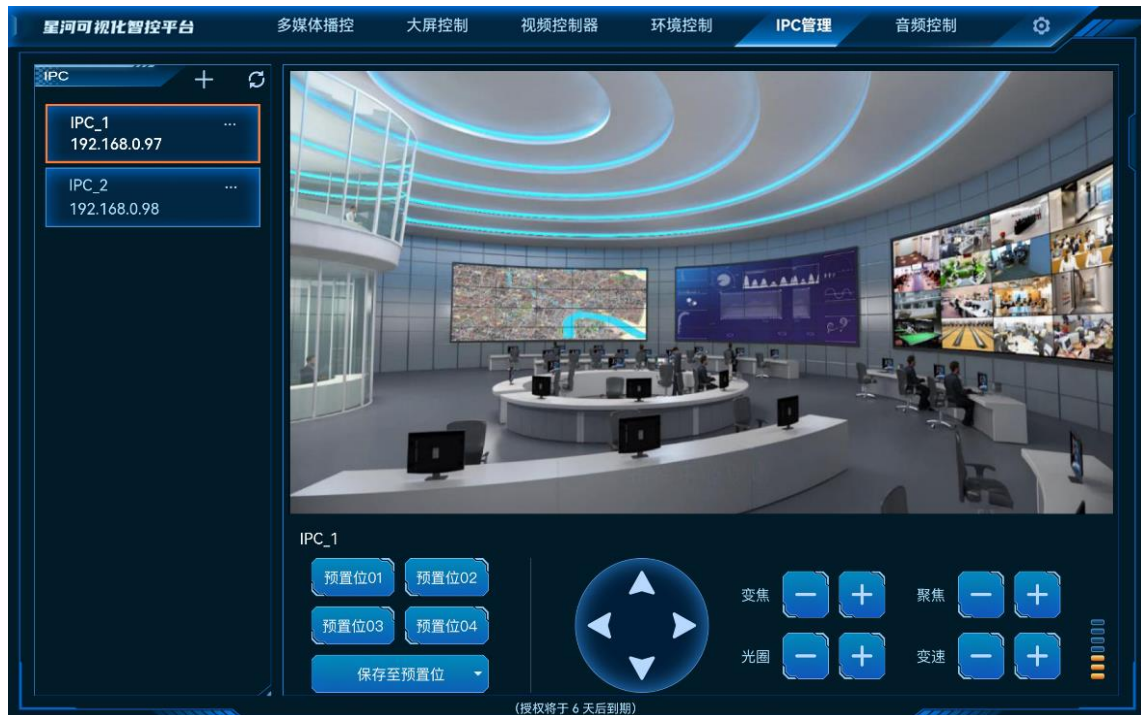 星河可视化智控平台
多媒体播控
大屏控制
视频控制器
环境控制
IPC管理
音频控制
IPC
IPC_1
192.168.0.97
IPC_2
192.168.0.98
IPC_1
预置位01
预置位02
预置位03
预置位04
保存至预置位
变焦
聚焦
光圈
变速
(授权将于 6 天后到期)